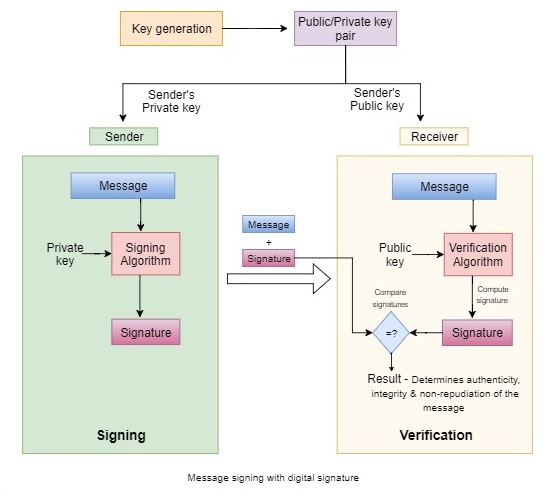 Key generation
Public/Private key
pair
Sender's
Private key
Sender's
Public key
Sender
Receiver
Message
Private
key
Signing
Algorithm
Signature
Signing
Message
+
Signature
Message
Public
key
Verification
Algorithm
Compute
signature
Compare
signatures
=?
Signature
Result - Determines authenticity,
integrity & non-repudiation of the
message
Verification
Message signing with digital signature